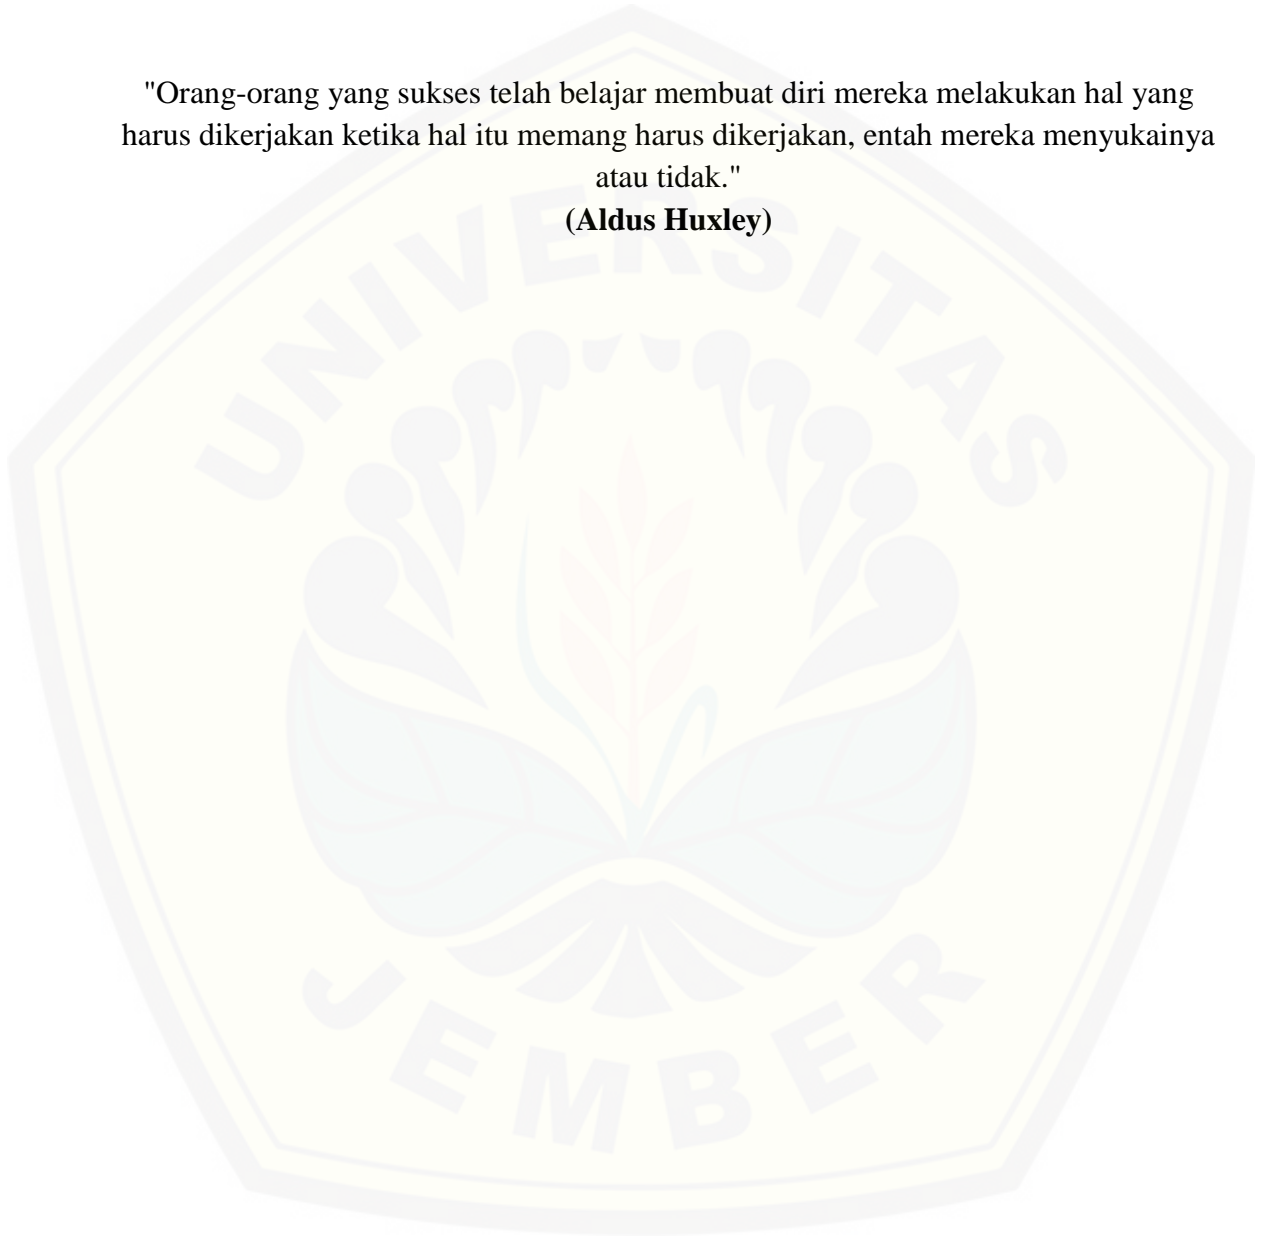 "Orang-orang yang sukses telah belajar membuat diri mereka melakukan hal yang
harus dikerjakan ketika hal itu memang harus dikerjakan, entah mereka menyukainya
atau tidak."
(Aldus Huxley)
UNIVERSITAS
JEMBER